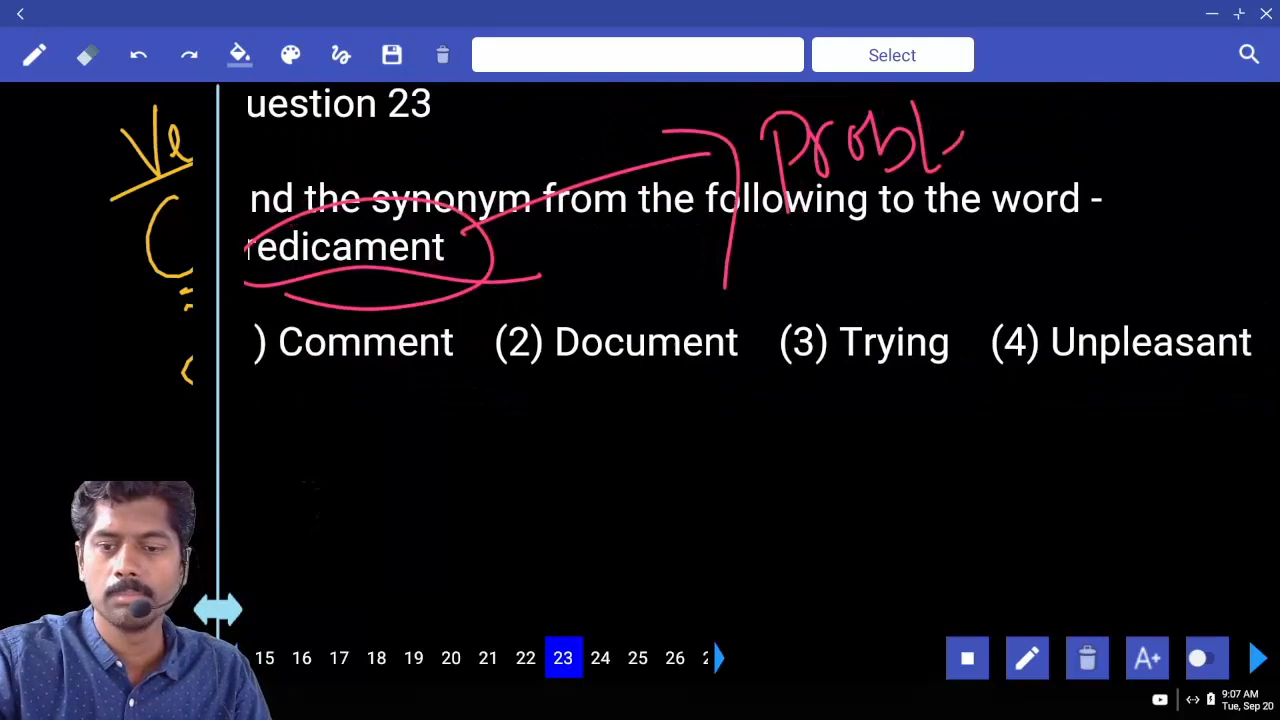 Select
uestion 23
Probl
nd the synonym from the following to the word -
redicament
) Comment (2) Document (3) Trying (4) Unpleasant
Ve
15 16 17 18 19 20 21 22 23 24 25 26
A+
9:07 AM
Tue, Sep 20